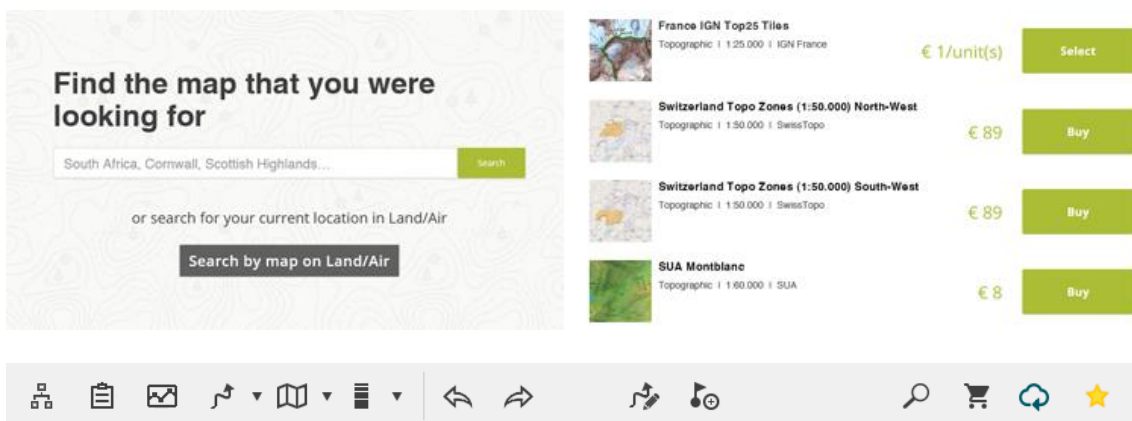 Find the map that you were
looking for
South Africa, Cornwall, Scottish Highlands...
Search
or search for your current location in Land/Air
Search by map on Land/Air
France IGN Top25 Tiles
Topographic | 1:25.000 | IGN France
€ 1/unit(s)
Select
Switzerland Topo Zones (1:50.000) North-West
Topographic | 1:50.000 | SwissTopo
€ 89
Buy
Switzerland Topo Zones (1:50.000) South-West
Topographic | 1:50.000 | SwissTopo
€ 89
Buy
SUA Montblanc
Topographic | 1:60.000 | SUA
€ 8
Buy